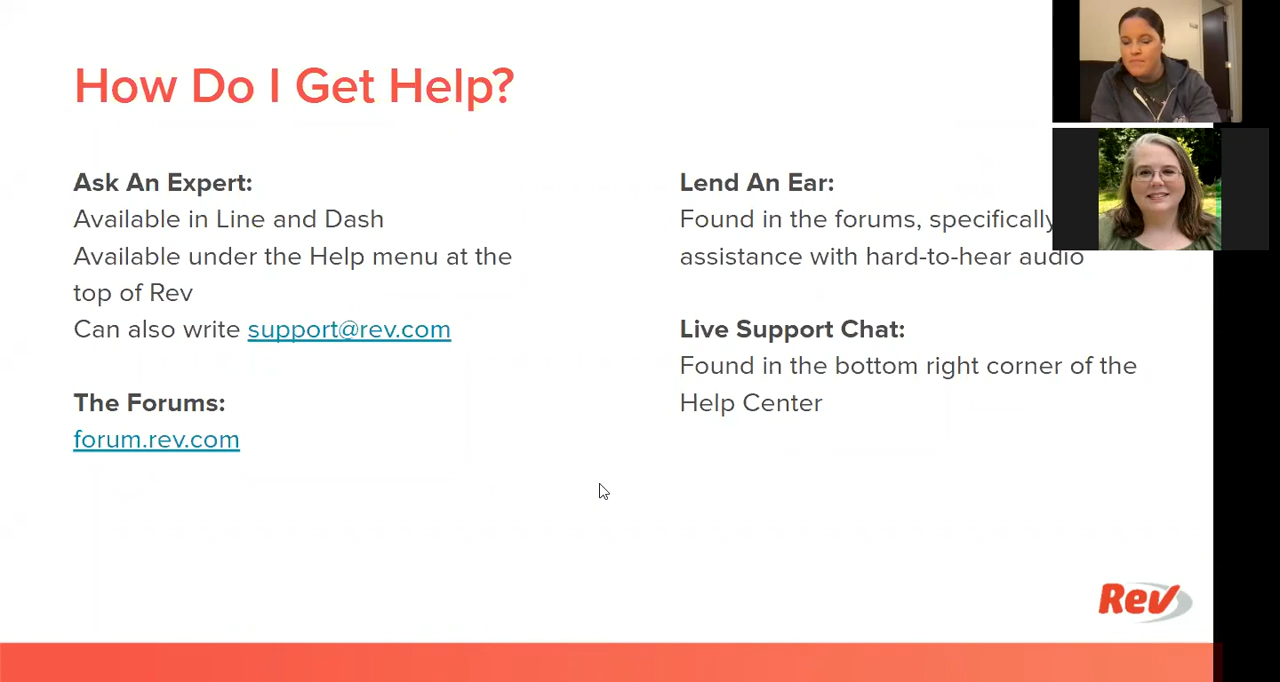 How Do I Get Help?
Ask An Expert:
Available in Line and Dash
Available under the Help menu at the
top of Rev
Can also write support@rev.com
The Forums:
forum.rev.com
Lend An Ear:
Found in the forums, specifically
assistance with hard-to-hear audio
Live Support Chat:
Found in the bottom right corner of the
Help Center
Rev